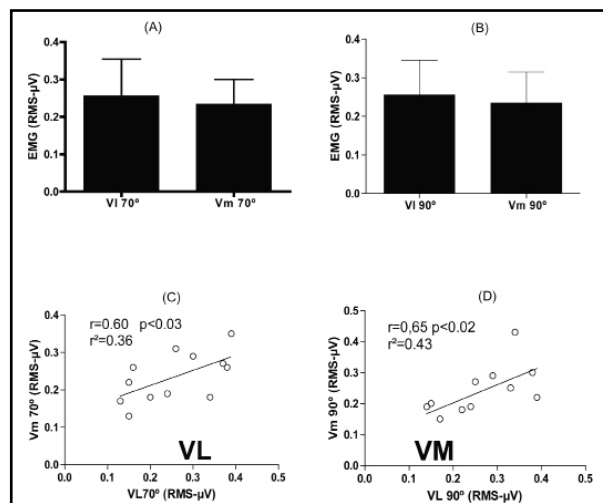 (A)
EMG (RMS-µV)
0.4
0.3
0.2
0.1
0.0
Vl 70º Vm 70º
(B)
EMG (RMS-µV)
0.4
0.3
0.2
0.1
0.0
Vl 90º Vm 90º
(C)
r=0.60 p<0.03
r²=0.36
Vm 70º (RMS-µV)
0.4
0.3
0.2
0.1
0.0
VL
0.0 0.1 0.2 0.3 0.4 0.5
VL70º (RMS-µV)
(D)
r=0,65 p<0.02
r²=0.43
Vm 90º (RMS-µV)
0.5
0.4
0.3
0.2
0.1
0.0
VM
0.0 0.1 0.2 0.3 0.4 0.5
VL 90º (RMS-µV)